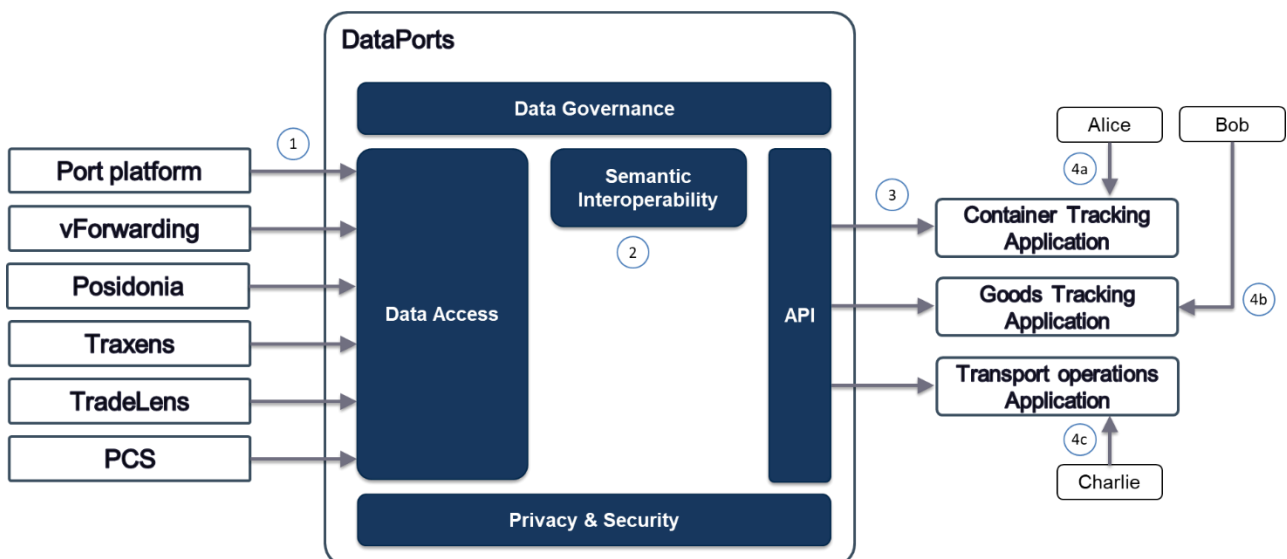 DataPorts
Data Governance
Alice
Bob
1
Port platform
vForwarding
Posidonia
Traxens
TradeLens
PCS
Data Access
Semantic
Interoperability
2
API
Privacy & Security
3
4a
Container Tracking
Application
Goods Tracking
Application
4b
Transport operations
Application
4c
Charlie